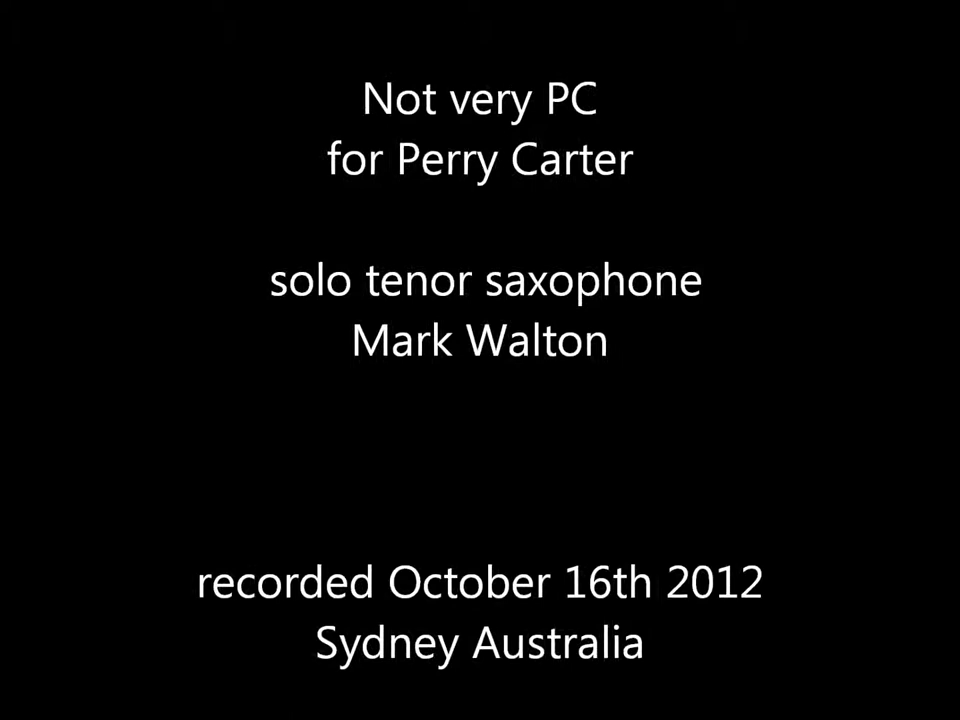 Not very PC
for Perry Carter
solo tenor saxophone
Mark Walton
recorded October 16th 2012
Sydney Australia